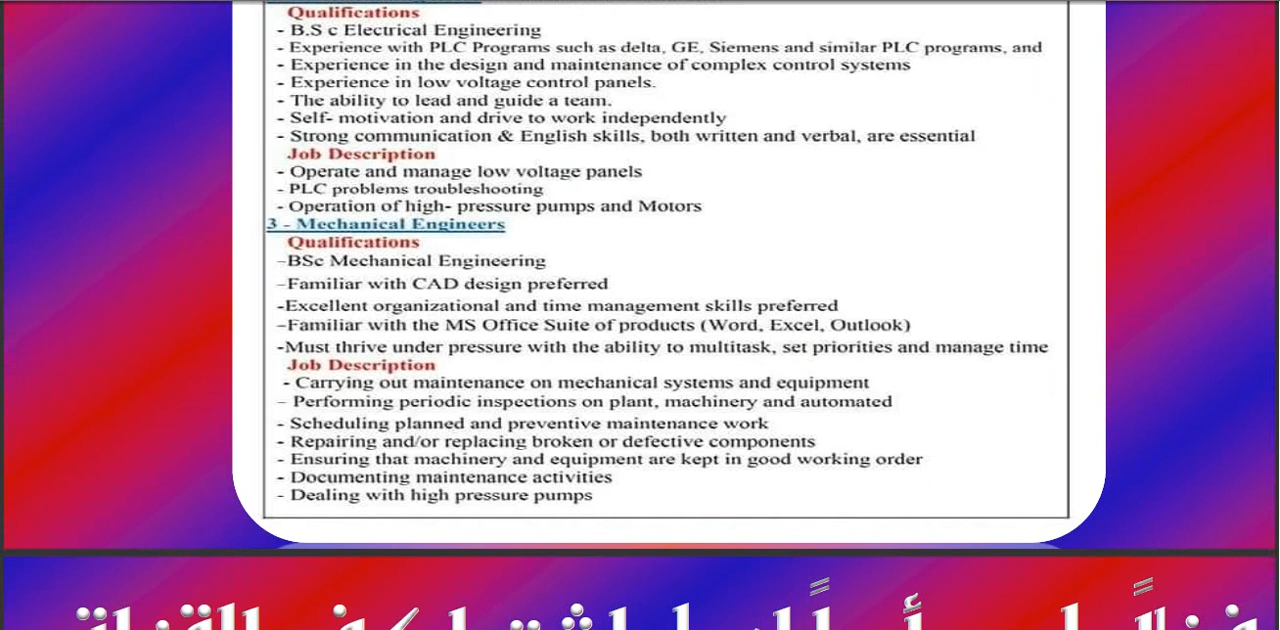 Qualifications
- B.S c Electrical Engineering
- Experience with PLC Programs such as delta, GE, Siemens and similar PLC programs, and
- Experience in the design and maintenance of complex control systems
- Experience in low voltage control panels.
- The ability to lead and guide a team.
- Self- motivation and drive to work independently
- Strong communication & English skills, both written and verbal, are essential
Job Description
- Operate and manage low voltage panels
- PLC problems troubleshooting
- Operation of high- pressure pumps and Motors
3 - Mechanical Engineers
Qualifications
-BSc Mechanical Engineering
-Familiar with CAD design preferred
-Excellent organizational and time management skills preferred
-Familiar with the MS Office Suite of products (Word, Excel, Outlook)
-Must thrive under pressure with the ability to multitask, set priorities and manage time
Job Description
- Carrying out maintenance on mechanical systems and equipment
- Performing periodic inspections on plant, machinery and automated
- Scheduling planned and preventive maintenance work
- Repairing and/or replacing broken or defective components
- Ensuring that machinery and equipment are kept in good working order
- Documenting maintenance activities
- Dealing with high pressure pumps